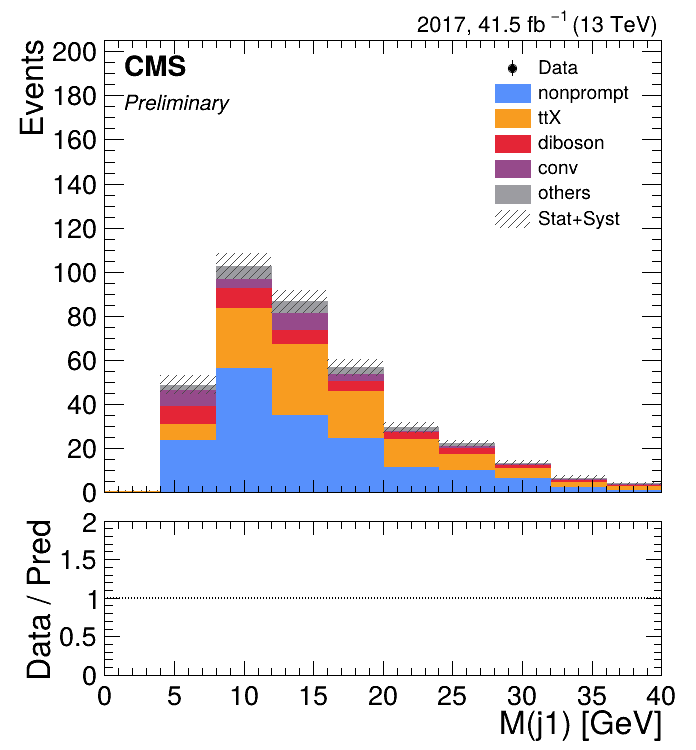 2017, 41.5 fb⁻¹ (13 TeV)
CMS
Preliminary
Events
200
180
160
140
120
100
80
60
40
20
0
Data
nonprompt
ttX
diboson
conv
others
Stat+Syst
Data / Pred
2
1.5
1
0.5
0
0 5 10 15 20 25 30 35 40
M(j1) [GeV]